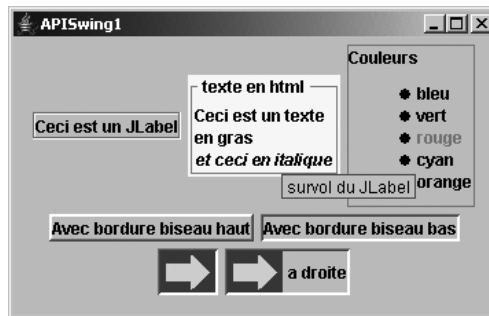 APISwing1
Ceci est un JLabel
texte en html
Ceci est un texte
en gras
et ceci en italique
Couleurs
bleu
vert
rouge
cyan
orange
survol du JLabel
Avec bordure biseau haut
Avec bordure biseau bas
a droite